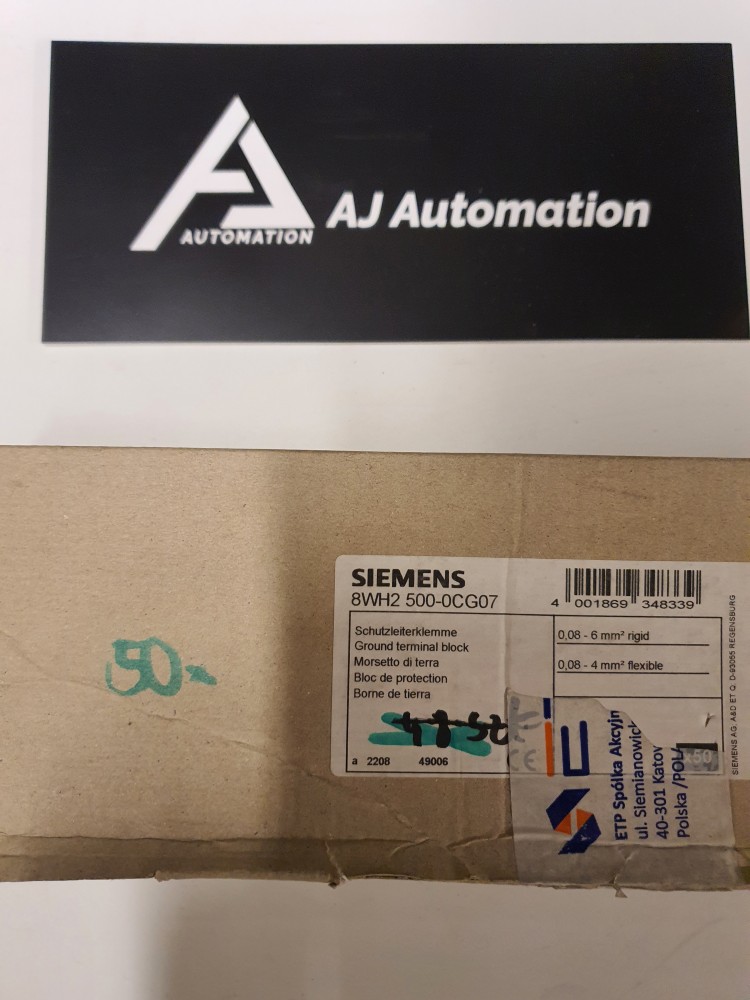 AUTOMATION
AJ Automation
SIEMENS
8WH2 500-0CG07
4 001869 348339
Schutzleiterklemme
Ground terminal block
Morsetto di terra
Bloc de protection
Borne de tierra
0,08 - 6 mm² rigid
0,08 - 4 mm² flexible
SIEMENS AG, A&D ET Q; D-93055 REGENSBURG
50
a 2208 49006
x50
ETP Spółka Akcyjn
ul. Siemianowick
40-301 Katow
Polska /POLA